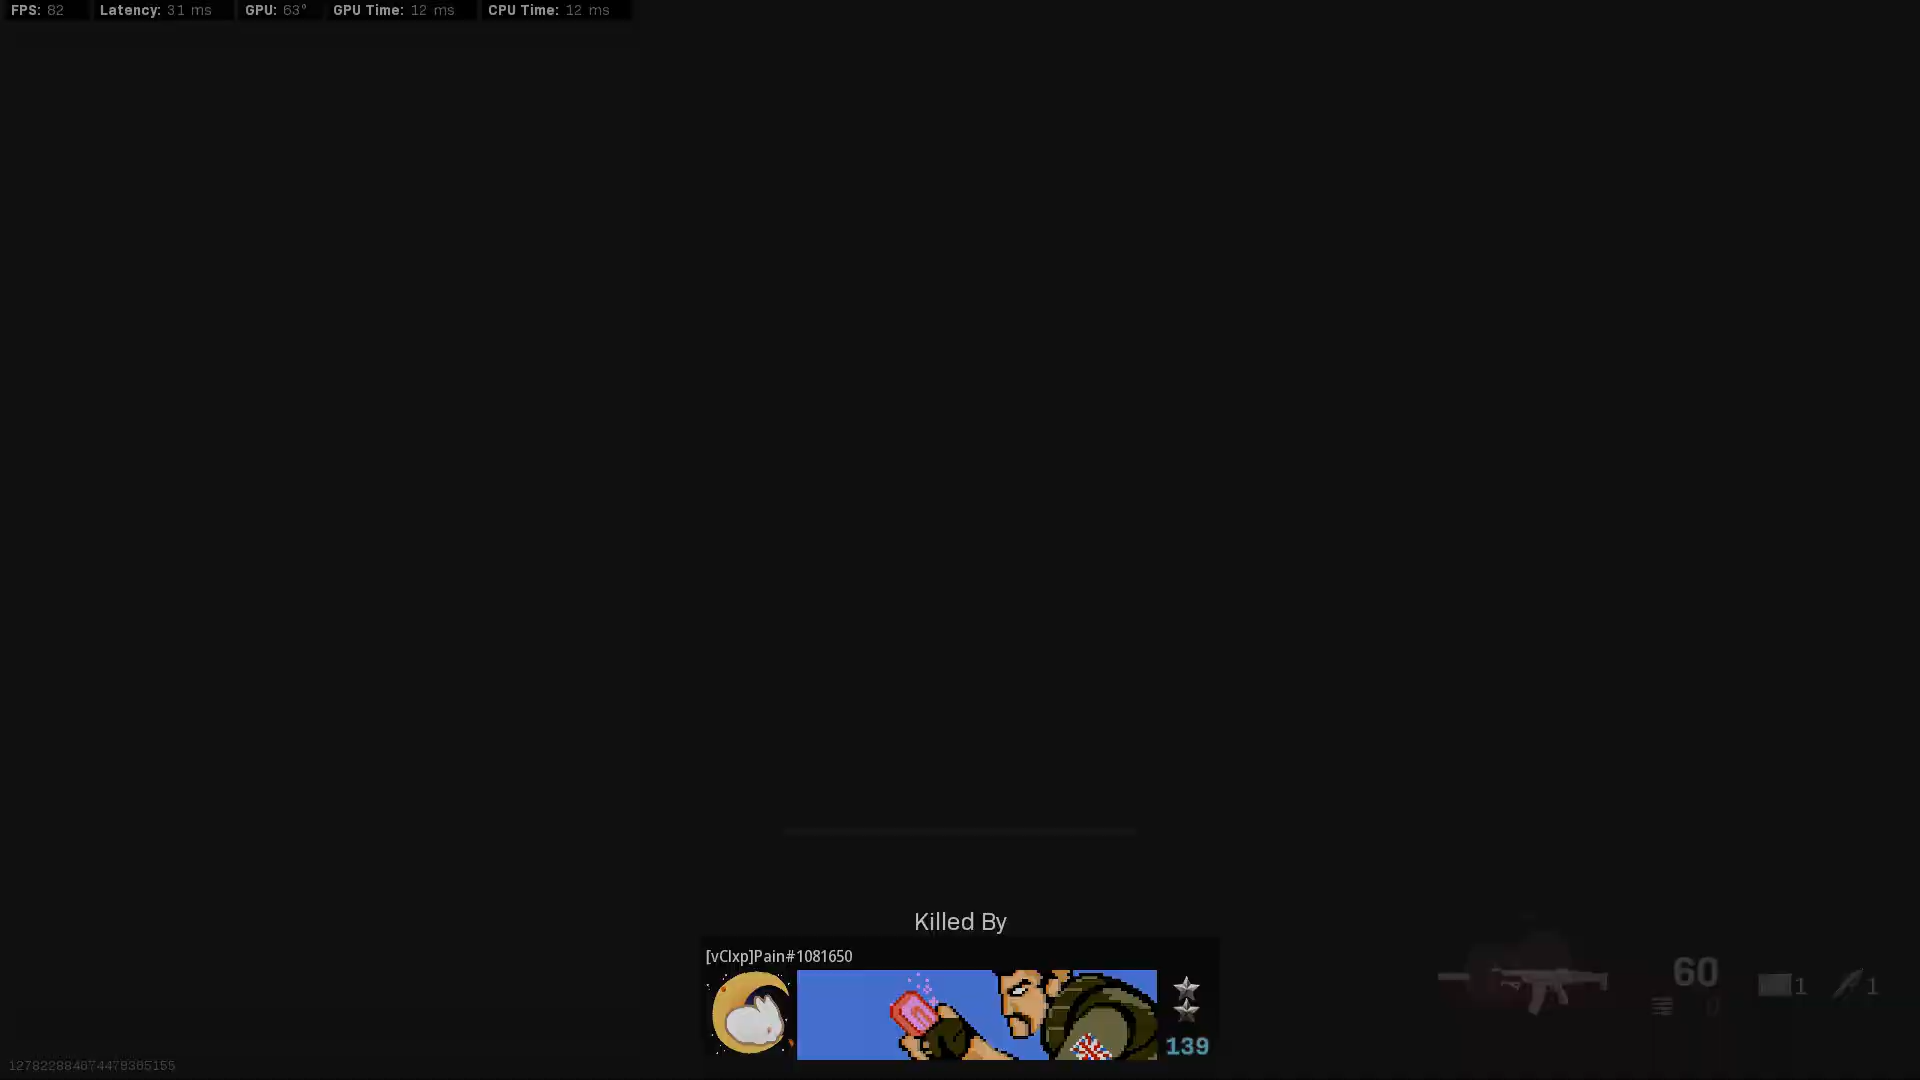 FPS: 82 Latency: 31 ms GPU: 63° GPU Time: 12 ms CPU Time: 12 ms
Killed By
[vClxp]Pain#1081650
60 1 1
0
139